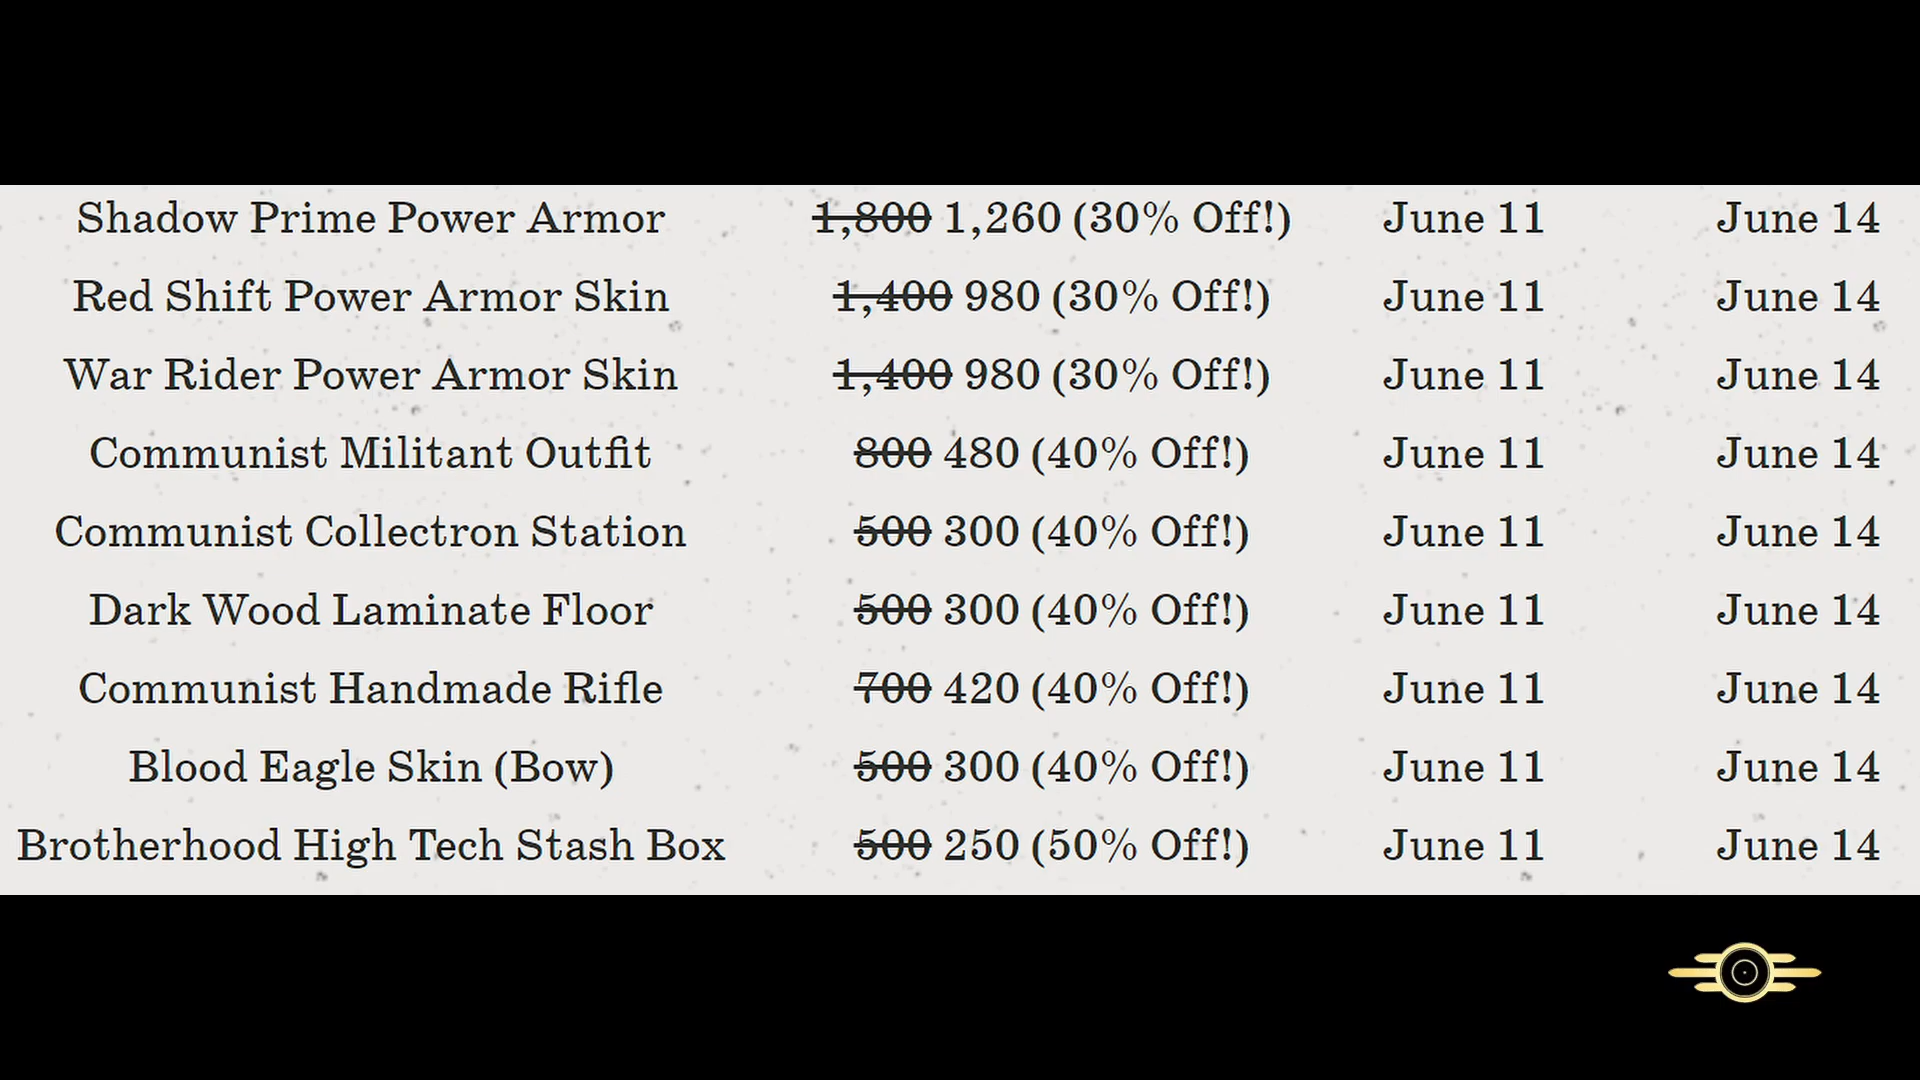 Shadow Prime Power Armor 1,800 1,260 (30% Off!) June 11 June 14
Red Shift Power Armor Skin 1,400 980 (30% Off!) June 11 June 14
War Rider Power Armor Skin 1,400 980 (30% Off!) June 11 June 14
Communist Militant Outfit 800 480 (40% Off!) June 11 June 14
Communist Collectron Station 500 300 (40% Off!) June 11 June 14
Dark Wood Laminate Floor 500 300 (40% Off!) June 11 June 14
Communist Handmade Rifle 700 420 (40% Off!) June 11 June 14
Blood Eagle Skin (Bow) 500 300 (40% Off!) June 11 June 14
Brotherhood High Tech Stash Box 500 250 (50% Off!) June 11 June 14